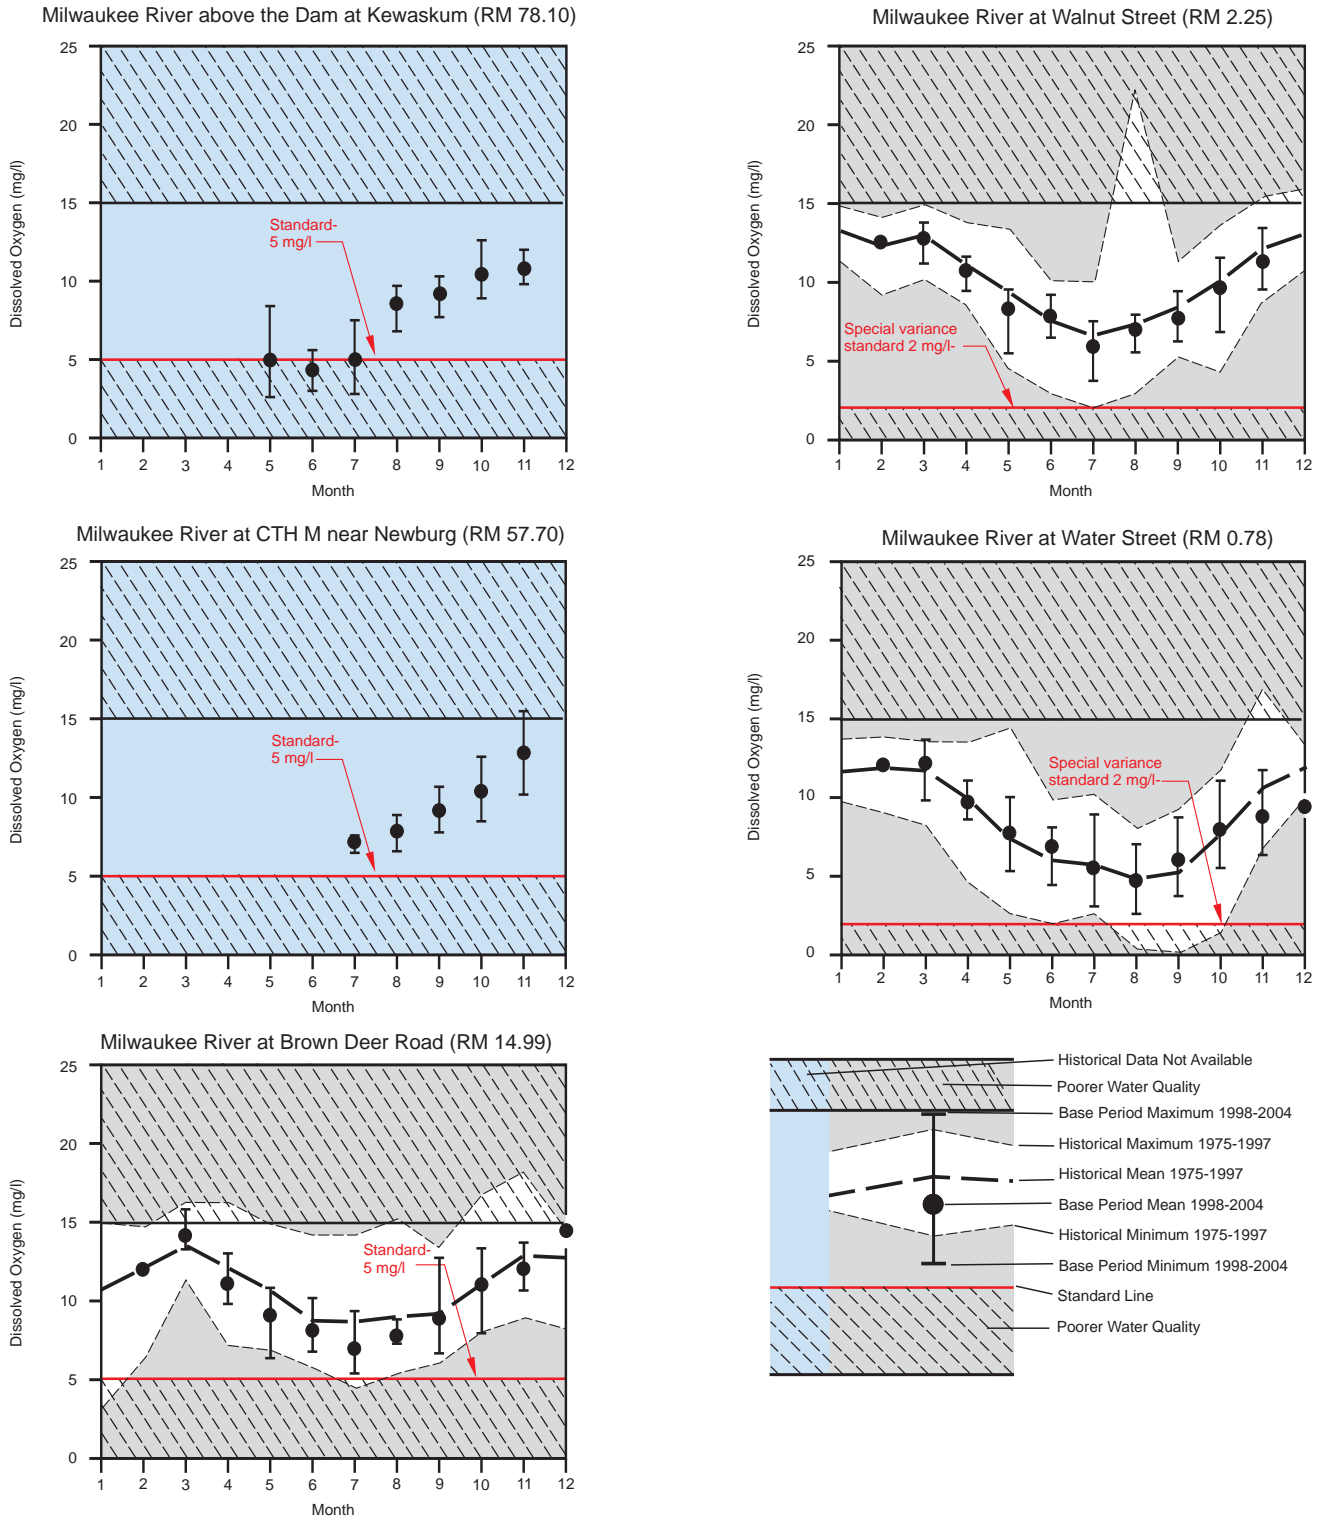 Milwaukee River above the Dam at Kewaskum (RM 78.10)
25
20
15
10
5
0
Dissolved Oxygen (mg/l)
Standard-
5 mg/l
1 2 3 4 5 6 7 8 9 10 11 12
Month
Milwaukee River at Walnut Street (RM 2.25)
25
20
15
10
5
0
Dissolved Oxygen (mg/l)
Special variance
standard 2 mg/l-
1 2 3 4 5 6 7 8 9 10 11 12
Month
Milwaukee River at CTH M near Newburg (RM 57.70)
25
20
15
10
5
0
Dissolved Oxygen (mg/l)
Standard-
5 mg/l
1 2 3 4 5 6 7 8 9 10 11 12
Month
Milwaukee River at Water Street (RM 0.78)
25
20
15
10
5
0
Dissolved Oxygen (mg/l)
Special variance
standard 2 mg/l-
1 2 3 4 5 6 7 8 9 10 11 12
Month
Milwaukee River at Brown Deer Road (RM 14.99)
25
20
15
10
5
0
Dissolved Oxygen (mg/l)
Standard-
5 mg/l
1 2 3 4 5 6 7 8 9 10 11 12
Month
Historical Data Not Available
Poorer Water Quality
Base Period Maximum 1998-2004
Historical Maximum 1975-1997
Historical Mean 1975-1997
Base Period Mean 1998-2004
Historical Minimum 1975-1997
Base Period Minimum 1998-2004
Standard Line
Poorer Water Quality